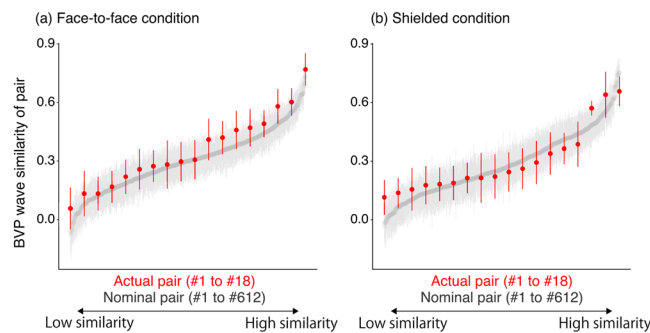 (a) Face-to-face condition
(b) Shielded condition
BVP wave similarity of pair
0.9
0.6
0.3
0.0
0.9
0.6
0.3
0.0
Actual pair (#1 to #18)
Nominal pair (#1 to #612)
Low similarity
High similarity
Actual pair (#1 to #18)
Nominal pair (#1 to #612)
Low similarity
High similarity